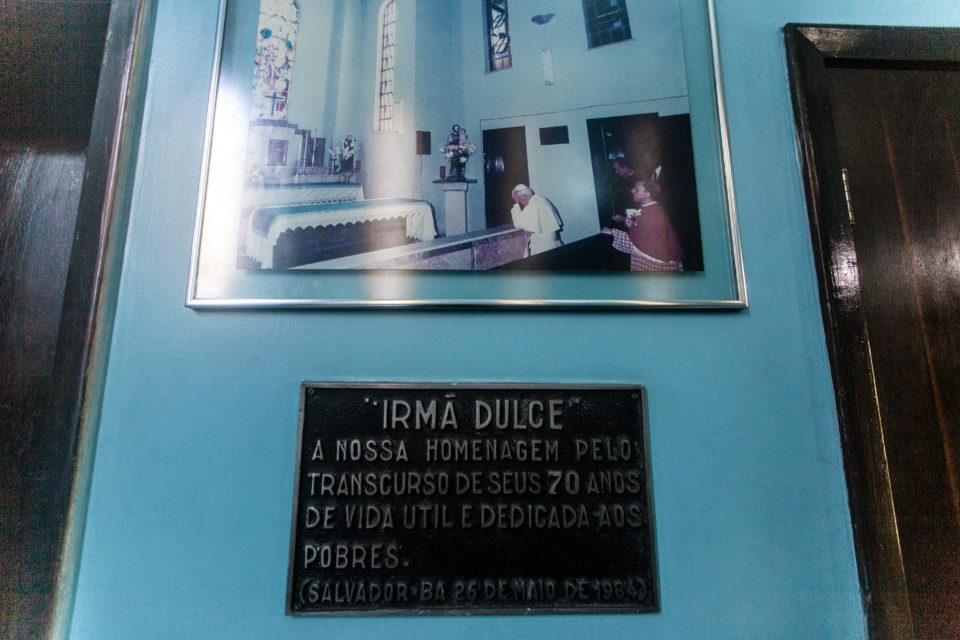 "IRMÃ DULCE"
A NOSSA HOMENAGEM PELO
TRANSCURSO DE SEUS 70 ANOS
DE VIDA UTIL E DEDICADA AOS
POBRES.
(SALVADOR-BA 26 DE MAIO DE 1984)